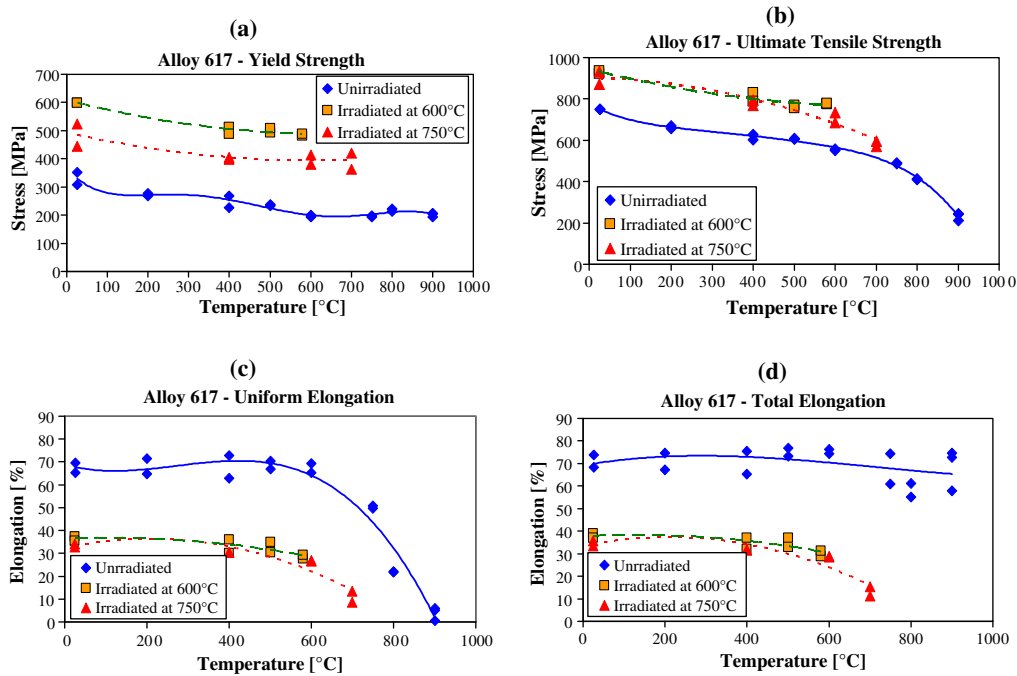 (a)
Alloy 617 - Yield Strength
700
600
500
400
300
200
100
0
Stress [MPa]
Unirradiated
Irradiated at 600°C
Irradiated at 750°C
0 100 200 300 400 500 600 700 800 900 1000
Temperature [°C]
(b)
Alloy 617 - Ultimate Tensile Strength
1000
800
600
400
200
0
Stress [MPa]
Unirradiated
Irradiated at 600°C
Irradiated at 750°C
0 100 200 300 400 500 600 700 800 900 1000
Temperature [°C]
(c)
Alloy 617 - Uniform Elongation
90
80
70
60
50
40
30
20
10
0
Elongation [%]
Unrradiated
Irradiated at 600°C
Irradiated at 750°C
0 200 400 600 800 1000
Temperature [°C]
(d)
Alloy 617 - Total Elongation
90
80
70
60
50
40
30
20
10
0
Elongation [%]
Unrradiated
Irradiated at 600°C
Irradiated at 750°C
0 200 400 600 800 1000
Temperature [°C]